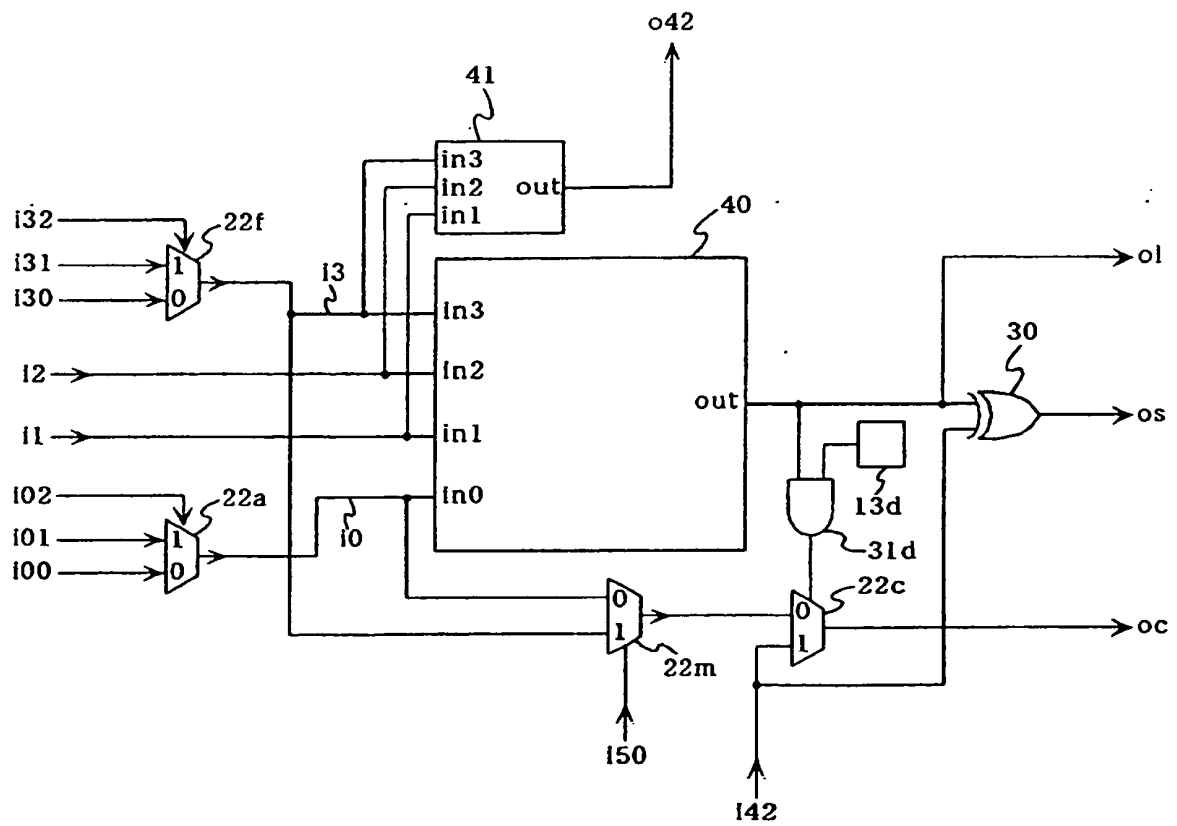 o42
41
in3
in2
out
in1
40
i32
22f
i31
1
i30
0
i3
in3
ol
30
i2
in2
out
os
i1
in1
13d
i02
22a
in0
i01
1
i0
31d
i00
0
22c
0
0
oc
1
1
22m
i50
i42